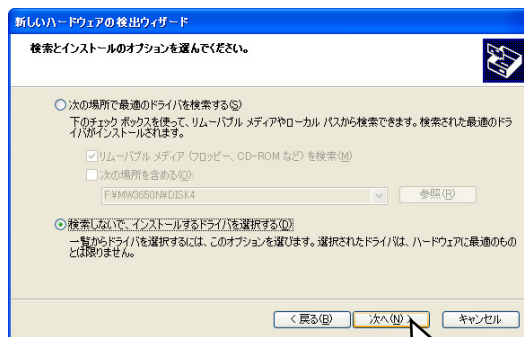 新しいハードウェアの検出ウィザード
検索とインストールのオプションを選んでください。
次の場所で最適のドライバを検索する(S)
下のチェック ボックスを使って、リムーバブル メディアやローカル パスから検索できます。検索された最適のドラ
イバがインストールされます。
リムーバブル メディア (フロッピー、CD-ROM など) を検索(M)
次の場所を含める(O):
F:¥MW3650N¥DISK4
参照(R)
検索しないで、インストールするドライバを選択する(D)
一覧からドライバを選択するには、このオプションを選びます。選択されたドライバは、ハードウェアに最適のもの
とは限りません。
< 戻る(B)
次へ(N) >
キャンセル